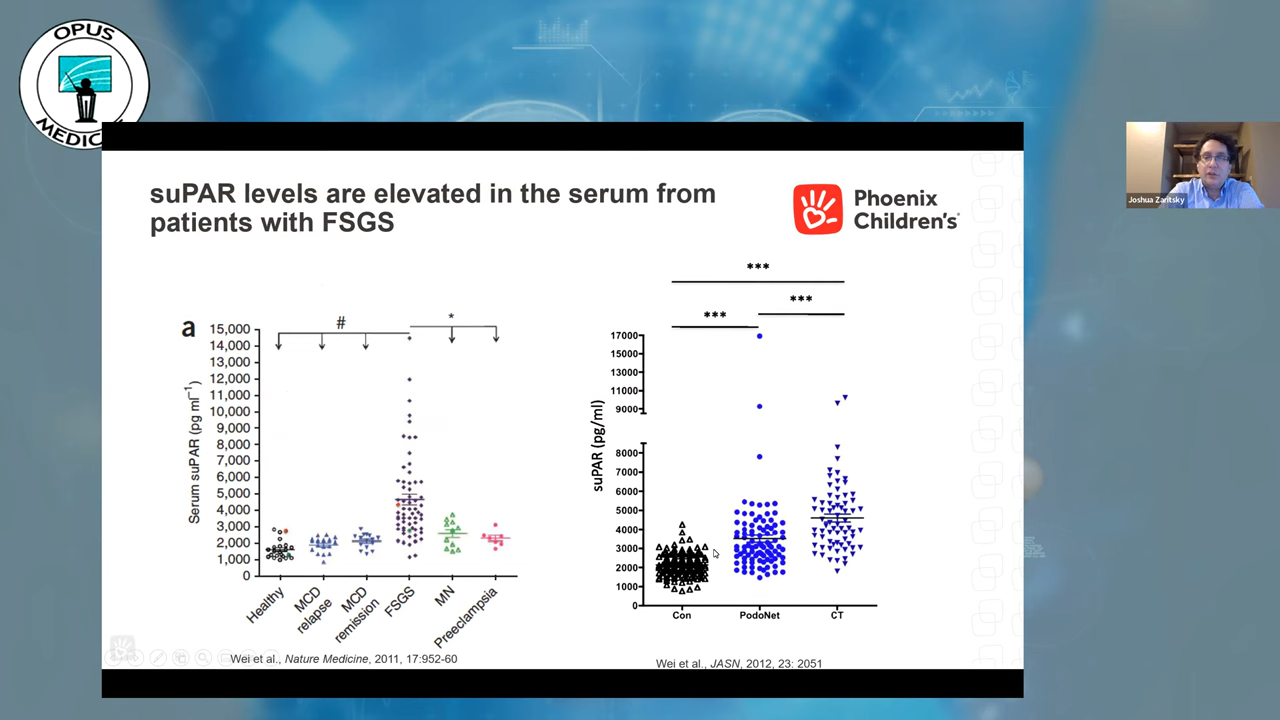 OPUS
MEDIC
suPAR levels are elevated in the serum from
patients with FSGS
Phoenix
Children's
Joshua Zaritsky
a
Serum suPAR (pg ml⁻¹)
15,000
14,000
13,000
12,000
11,000
10,000
9,000
8,000
7,000
6,000
5,000
4,000
3,000
2,000
1,000
0
#
*
Healthy
MCD
relapse
MCD
remission
FSGS
MN
Preeclampsia
Wei et al., Nature Medicine, 2011, 17:952-60
***
***
***
suPAR (pg/ml)
17000
15000
13000
11000
9000
8000
7000
6000
5000
4000
3000
2000
1000
0
Con
PodoNet
CT
Wei et al., JASN, 2012, 23: 2051